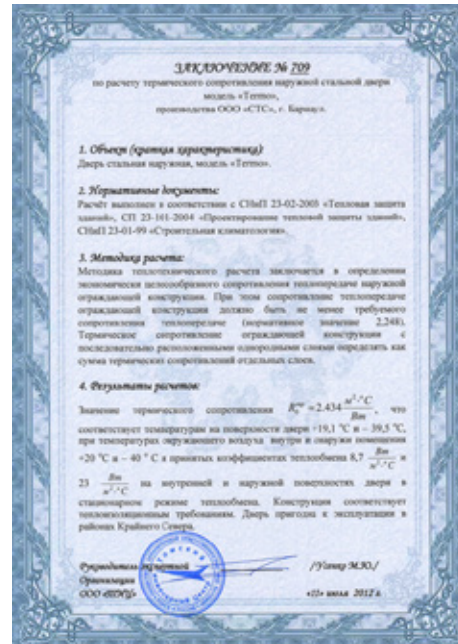 ЗАКЛЮЧЕНИЕ № 709
по расчету термического сопротивления наружной стальной двери
модель «Termo»,
производства ООО «СТС», г. Барнаул.
1. Объект (краткая характеристика):
Дверь стальная наружная, модель «Termo».
2. Нормативные документы:
Расчёт выполнен в соответствии с СНиП 23-02-2003 «Тепловая защита
зданий», СП 23-101-2004 «Проектирование тепловой защиты зданий»,
СНиП 23-01-99 «Строительная климатология».
3. Методика расчета:
Методика теплотехнического расчета заключается в определении
экономически целесообразного сопротивления теплопередаче наружной
ограждающей конструкции. При этом сопротивление теплопередаче
ограждающей конструкции должно быть не менее требуемого
сопротивления теплопередаче (нормативное значение 2,248).
Термическое сопротивление ограждающей конструкции с
последовательно расположенными однородными слоями определять как
сумма термических сопротивлений отдельных слоев.
4. Результаты расчетов:
Значение термического сопротивления =2.434 м²·°C/Вт, что
соответствует температурам на поверхности двери +19,1 °C и – 39,5 °C,
при температурах окружающего воздуха внутри и снаружи помещения
+20 °C и – 40 °C и принятых коэффициентах теплообмена 8,7 Вт/м²·°C и
23 Вт/м²·°C на внутренней и наружной поверхностях двери в
стационарном режиме теплообмена. Конструкция соответствует
теплоизоляционным требованиям. Дверь пригодна к эксплуатации в
районах Крайнего Севера.
Руководитель экспертной
Организации
ООО
«11» июля 2012 г.